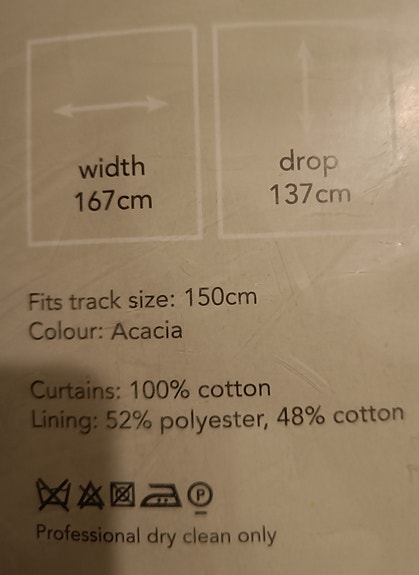 width
167cm
drop
137cm
Fits track size: 150cm
Colour: Acacia
Curtains: 100% cotton
Lining: 52% polyester, 48% cotton
P
Professional dry clean only